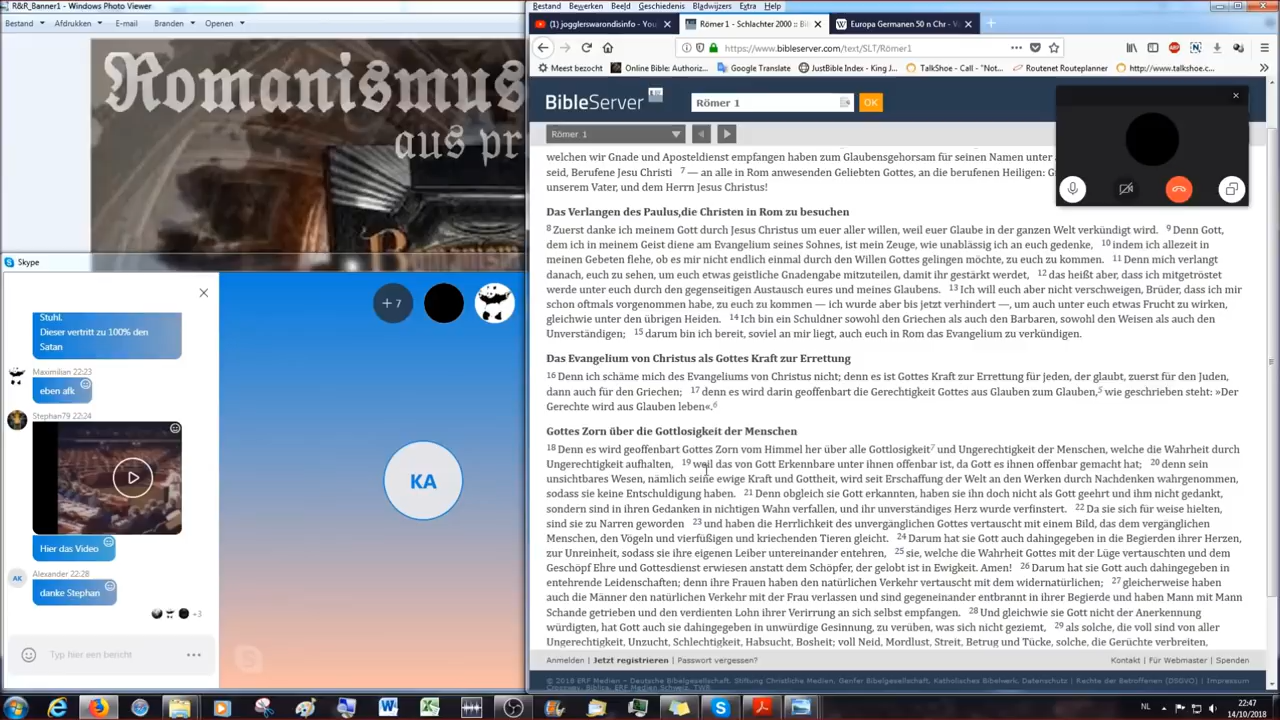 R&R_Banner1 - Windows Photo Viewer
Bestand Afdrukken E-mail Branden Openen
Romanismus
aus pr
Skype
Stuhl.
Dieser vertritt zu 100% den
Satan
Maximilian 22:23
eben afk
Stephan79 22:24
Hier das Video
AK
Alexander 22:28
danke Stephan
+3
Typ hier een bericht
+ 7
KA
Bestand Bewerken Beeld Geschiedenis Bladwijzers Extra Help
(1) jogglerswarondisinfo - You
Römer 1 - Schlachter 2000 :: Bi
Europa Germanen 50 n Chr - V
https://www.bibleserver.com/text/SLT/Römer1
Meest bezocht Online Bible: Authoriz... Google Translate JustBible Index - King J... TalkShoe - Call - "Not... Routenet Routeplanner http://www.talkshoe.c...
BibleServer
Römer 1
OK
Römer 1
welchen wir Gnade und Aposteldienst empfangen haben zum Glaubensgehorsam für seinen Namen unter
seid, Berufene Jesu Christi 7 — an alle in Rom anwesenden Geliebten Gottes, an die berufenen Heiligen: G
unserem Vater, und dem Herrn Jesus Christus!
Das Verlangen des Paulus,die Christen in Rom zu besuchen
8 Zuerst danke ich meinem Gott durch Jesus Christus um euer aller willen, weil euer Glaube in der ganzen Welt verkündigt wird. 9 Denn Gott,
dem ich in meinem Geist diene am Evangelium seines Sohnes, ist mein Zeuge, wie unablässig ich an euch gedenke, 10 indem ich allezeit in
meinen Gebeten flehe, ob es mir nicht endlich einmal durch den Willen Gottes gelingen möchte, zu euch zu kommen. 11 Denn mich verlangt
danach, euch zu sehen, um euch etwas geistliche Gnadengabe mitzuteilen, damit ihr gestärkt werdet, 12 das heißt aber, dass ich mitgetröstet
werde unter euch durch den gegenseitigen Austausch eures und meines Glaubens. 13 Ich will euch aber nicht verschweigen, Brüder, dass ich mir
schon oftmals vorgenommen habe, zu euch zu kommen — ich wurde aber bis jetzt verhindert —, um auch unter euch etwas Frucht zu wirken,
gleichwie unter den übrigen Heiden. 14 Ich bin ein Schuldner sowohl den Griechen als auch den Barbaren, sowohl den Weisen als auch den
Unverständigen; 15 darum bin ich bereit, soviel an mir liegt, auch euch in Rom das Evangelium zu verkündigen.
Das Evangelium von Christus als Gottes Kraft zur Errettung
16 Denn ich schäme mich des Evangeliums von Christus nicht; denn es ist Gottes Kraft zur Errettung für jeden, der glaubt, zuerst für den Juden,
dann auch für den Griechen; 17 denn es wird darin geoffenbart die Gerechtigkeit Gottes aus Glauben zum Glauben,5 wie geschrieben steht: »Der
Gerechte wird aus Glauben leben«.6
Gottes Zorn über die Gottlosigkeit der Menschen
18 Denn es wird geoffenbart Gottes Zorn vom Himmel her über alle Gottlosigkeit7 und Ungerechtigkeit der Menschen, welche die Wahrheit durch
Ungerechtigkeit aufhalten, 19 weil das von Gott Erkennbare unter ihnen offenbar ist, da Gott es ihnen offenbar gemacht hat; 20 denn sein
unsichtbares Wesen, nämlich seine ewige Kraft und Gottheit, wird seit Erschaffung der Welt an den Werken durch Nachdenken wahrgenommen,
sodass sie keine Entschuldigung haben. 21 Denn obgleich sie Gott erkannten, haben sie ihn doch nicht als Gott geehrt und ihm nicht gedankt,
sondern sind in ihren Gedanken in nichtigen Wahn verfallen, und ihr unverständiges Herz wurde verfinstert. 22 Da sie sich für weise hielten,
sind sie zu Narren geworden 23 und haben die Herrlichkeit des unvergänglichen Gottes vertauscht mit einem Bild, das dem vergänglichen
Menschen, den Vögeln und vierfüßigen und kriechenden Tieren gleicht. 24 Darum hat sie Gott auch dahingegeben in die Begierden ihrer Herzen,
zur Unreinheit, sodass sie ihre eigenen Leiber untereinander entehren, 25 sie, welche die Wahrheit Gottes mit der Lüge vertauschten und dem
Geschöpf Ehre und Gottesdienst erwiesen anstatt dem Schöpfer, der gelobt ist in Ewigkeit. Amen! 26 Darum hat sie Gott auch dahingegeben in
entehrende Leidenschaften; denn ihre Frauen haben den natürlichen Verkehr vertauscht mit dem widernatürlichen; 27 gleicherweise haben
auch die Männer den natürlichen Verkehr mit der Frau verlassen und sind gegeneinander entbrannt in ihrer Begierde und haben Mann mit Mann
Schande getrieben und den verdienten Lohn ihrer Verirrung an sich selbst empfangen. 28 Und gleichwie sie Gott nicht der Anerkennung
würdigten, hat Gott auch sie dahingegeben in unwürdige Gesinnung, zu verüben, was sich nicht geziemt, 29 als solche, die voll sind von aller
Ungerechtigkeit, Unzucht, Schlechtigkeit, Habsucht, Bosheit; voll Neid, Mordlust, Streit, Betrug und Tücke, solche, die Gerüchte verbreiten,
Anmelden | Jetzt registrieren | Passwort vergessen? Kontakt | Für Webmaster | Spenden
© 2018 ERF Medien – Deutsche Bibelgesellschaft, Stiftung Christliche Medien, Genfer Bibelgesellschaft, Katholisches Bibelwerk. Datenschutz | Rechte der Betroffenen (DSGVO) | Impressum
NL 22:47
14/10/2018